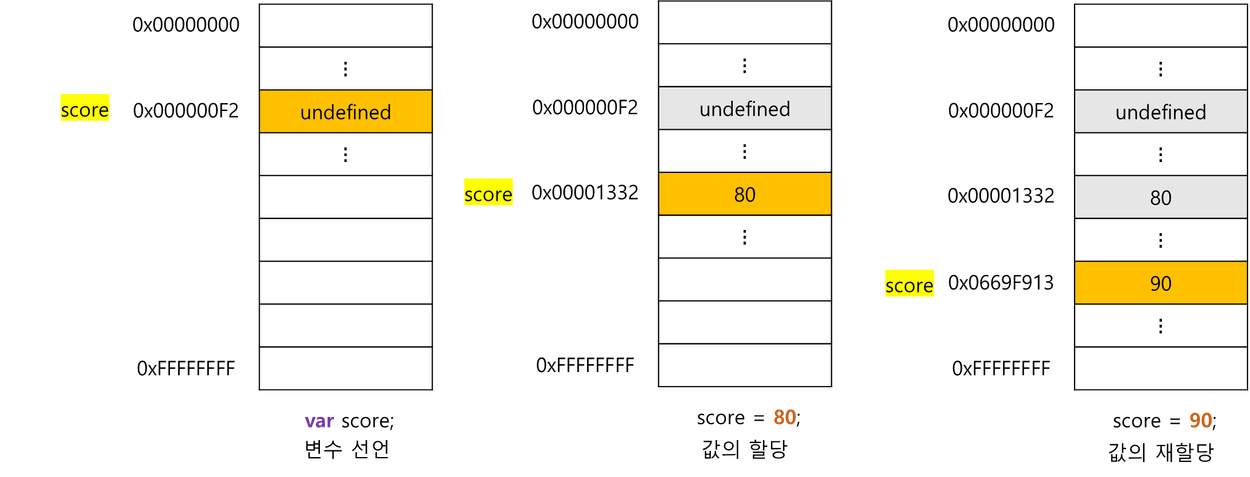 0x00000000
⋮
score 0x000000F2 undefined
⋮
0xFFFFFFFF
var score;
변수 선언
0x00000000
⋮
0x000000F2 undefined
⋮
score 0x00001332 80
⋮
0xFFFFFFFF
score = 80;
값의 할당
0x00000000
⋮
0x000000F2 undefined
⋮
0x00001332 80
⋮
score 0x0669F913 90
⋮
0xFFFFFFFF
score = 90;
값의 재할당